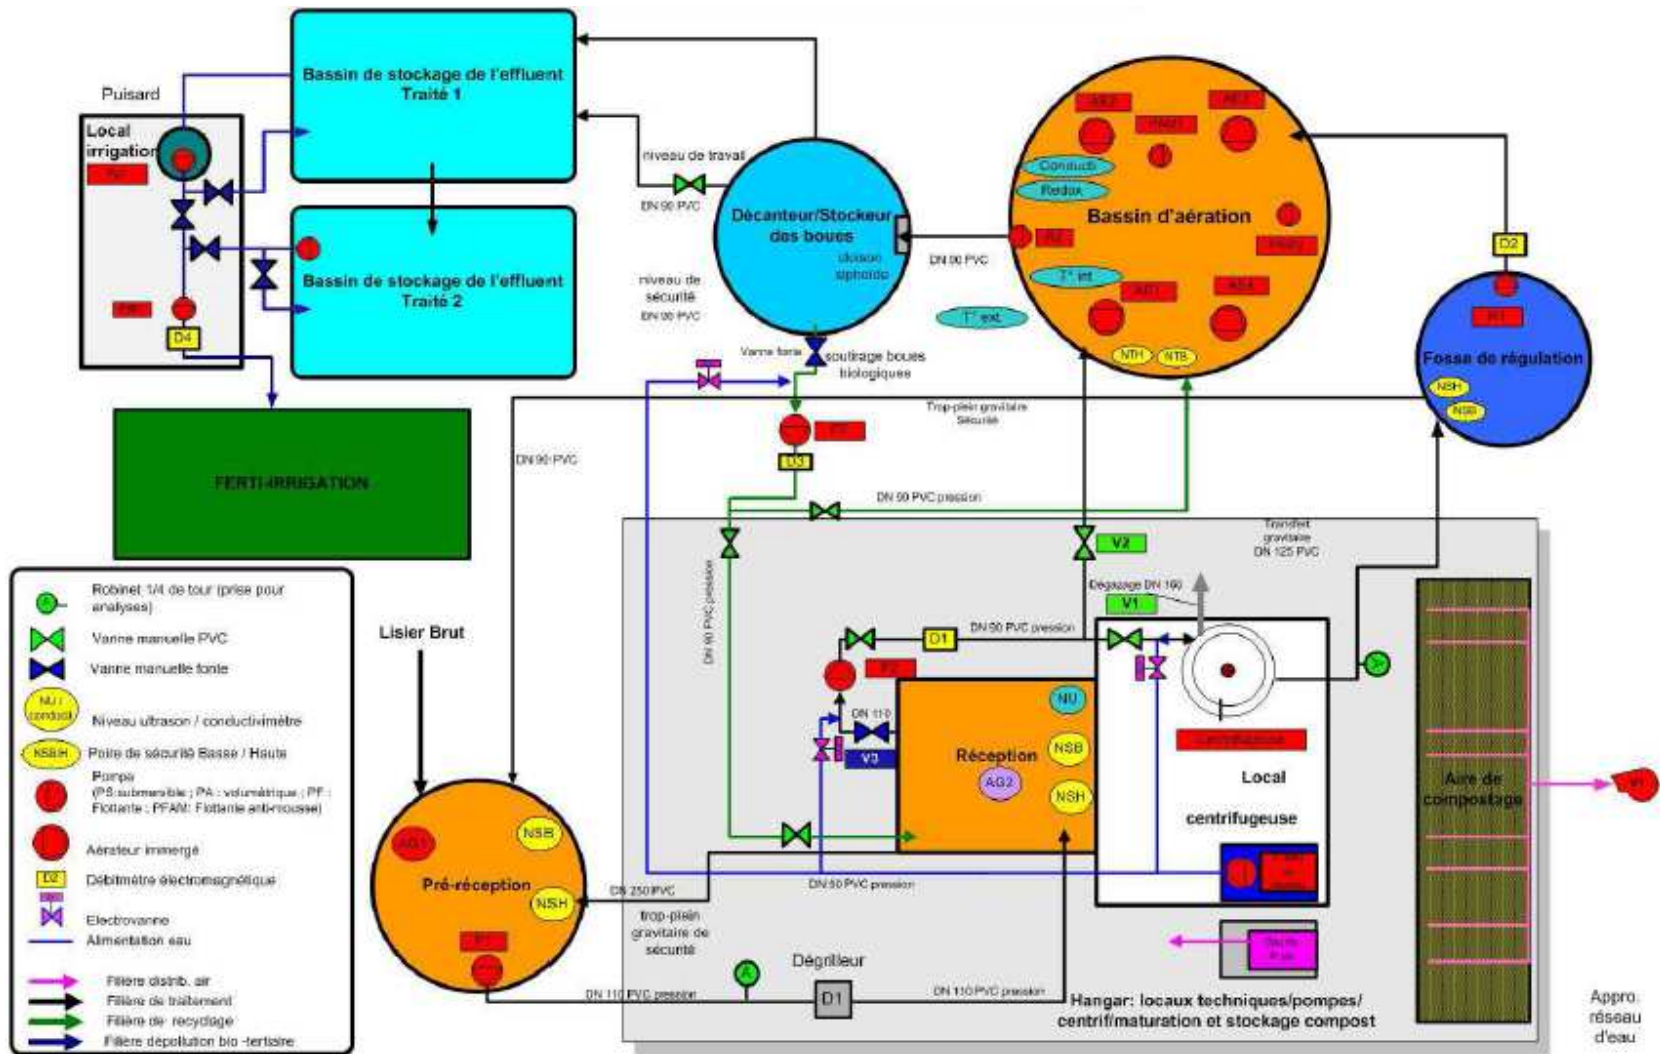 Bassin de stockage de l'effluent
Traité 1
Puisard
Local
irrigation
Bassin de stockage de l'effluent
Traité 2
D4
FERTI-IRRIGATION
niveau de travail
DN 90 PVC
Décanteur/Stockeur
des boues
cloison
siphoïde
niveau de
sécurité
DN 90 PVC
Vanne fonte
soutirage boues
biologiques
D3
DN 90 PVC
Bassin d'aération
Conducti
Redox
T° int
T° ext.
NTH
NTB
D2
Fosse de régulation
NSH
NSB
Trop-plein gravitaire
Sécurité
DN 90 PVC
DN 90 PVC pression
DN 90 PVC pression
V2
Transfert
gravitaire
DN 125 PVC
Dégazage DN 160
V1
D1
DN 90 PVC pression
DN 110
V3
Réception
AG2
NU
NSB
NSH
Centrifugeuse
Local
centrifugeuse
A
Aire de
compostage
DN 90 PVC pression
Lisier Brut
Pré-réception
AG1
NSB
NSH
P1
DN 250 PVC
trop-plein
gravitaire de
sécurité
DN 110 PVC pression
A
Dégrilleur
D1
DN 110 PVC pression
Hangar: locaux techniques/pompes/
centrif/maturation et stockage compost
Appro.
réseau
d'eau
Robinet 1/4 de tour (prise pour
analyses)
Vanne manuelle PVC
Vanne manuelle fonte
NU /
conducti
Niveau ultrason / conductivimètre
NSB/H
Poire de sécurité Basse / Haute
Pompe
(PS:submersible ; PA : volumétrique ; PF :
Flottante ; PFAM: Flottante anti-mousse)
Aérateur immergé
D2
Débitmètre électromagnétique
Electrovanne
Alimentation eau
Filière distrib. air
Filière de traitement
Filière de recyclage
Filière dépollution bio -tertiaire